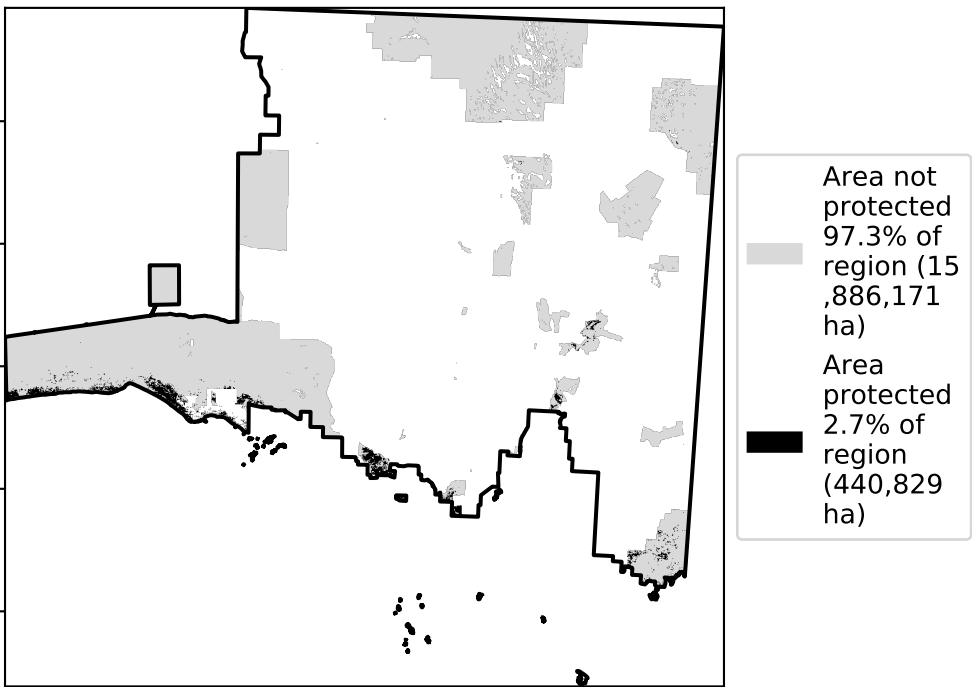 Area not
protected
97.3% of
region (15
,886,171
ha)
Area
protected
2.7% of
region
(440,829
ha)